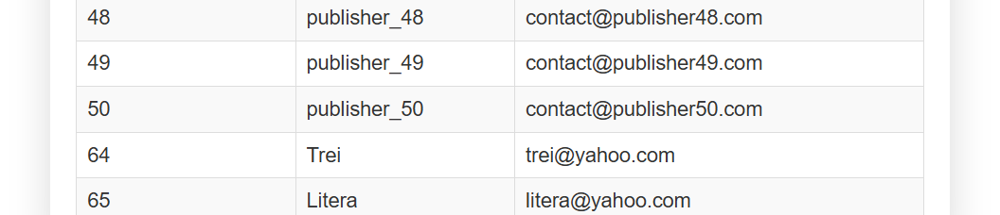 48 publisher_48 contact@publisher48.com
49 publisher_49 contact@publisher49.com
50 publisher_50 contact@publisher50.com
64 Trei trei@yahoo.com
65 Litera litera@yahoo.com